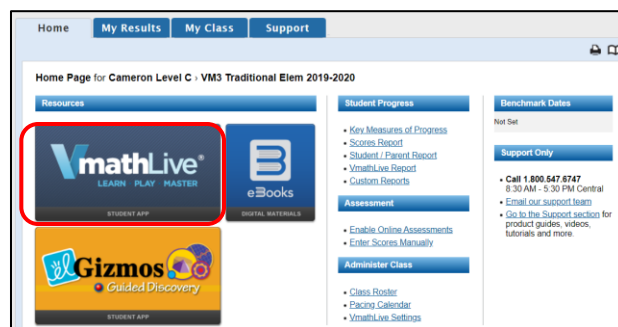 Home
My Results
My Class
Support
Home Page for Cameron Level C › VM3 Traditional Elem 2019-2020
Resources
VmathLive®
LEARN PLAY MASTER
STUDENT APP
eBooks
DIGITAL MATERIALS
Gizmos
Guided Discovery
STUDENT APP
Student Progress
Key Measures of Progress
Scores Report
Student / Parent Report
VmathLive Report
Custom Reports
Assessment
Enable Online Assessments
Enter Scores Manually
Administer Class
Class Roster
Pacing Calendar
VmathLive Settings
Benchmark Dates
Not Set
Support Only
Call 1.800.547.6747
8:30 AM - 5:30 PM Central
Email our support team
Go to the Support section for
product guides, videos,
tutorials and more.